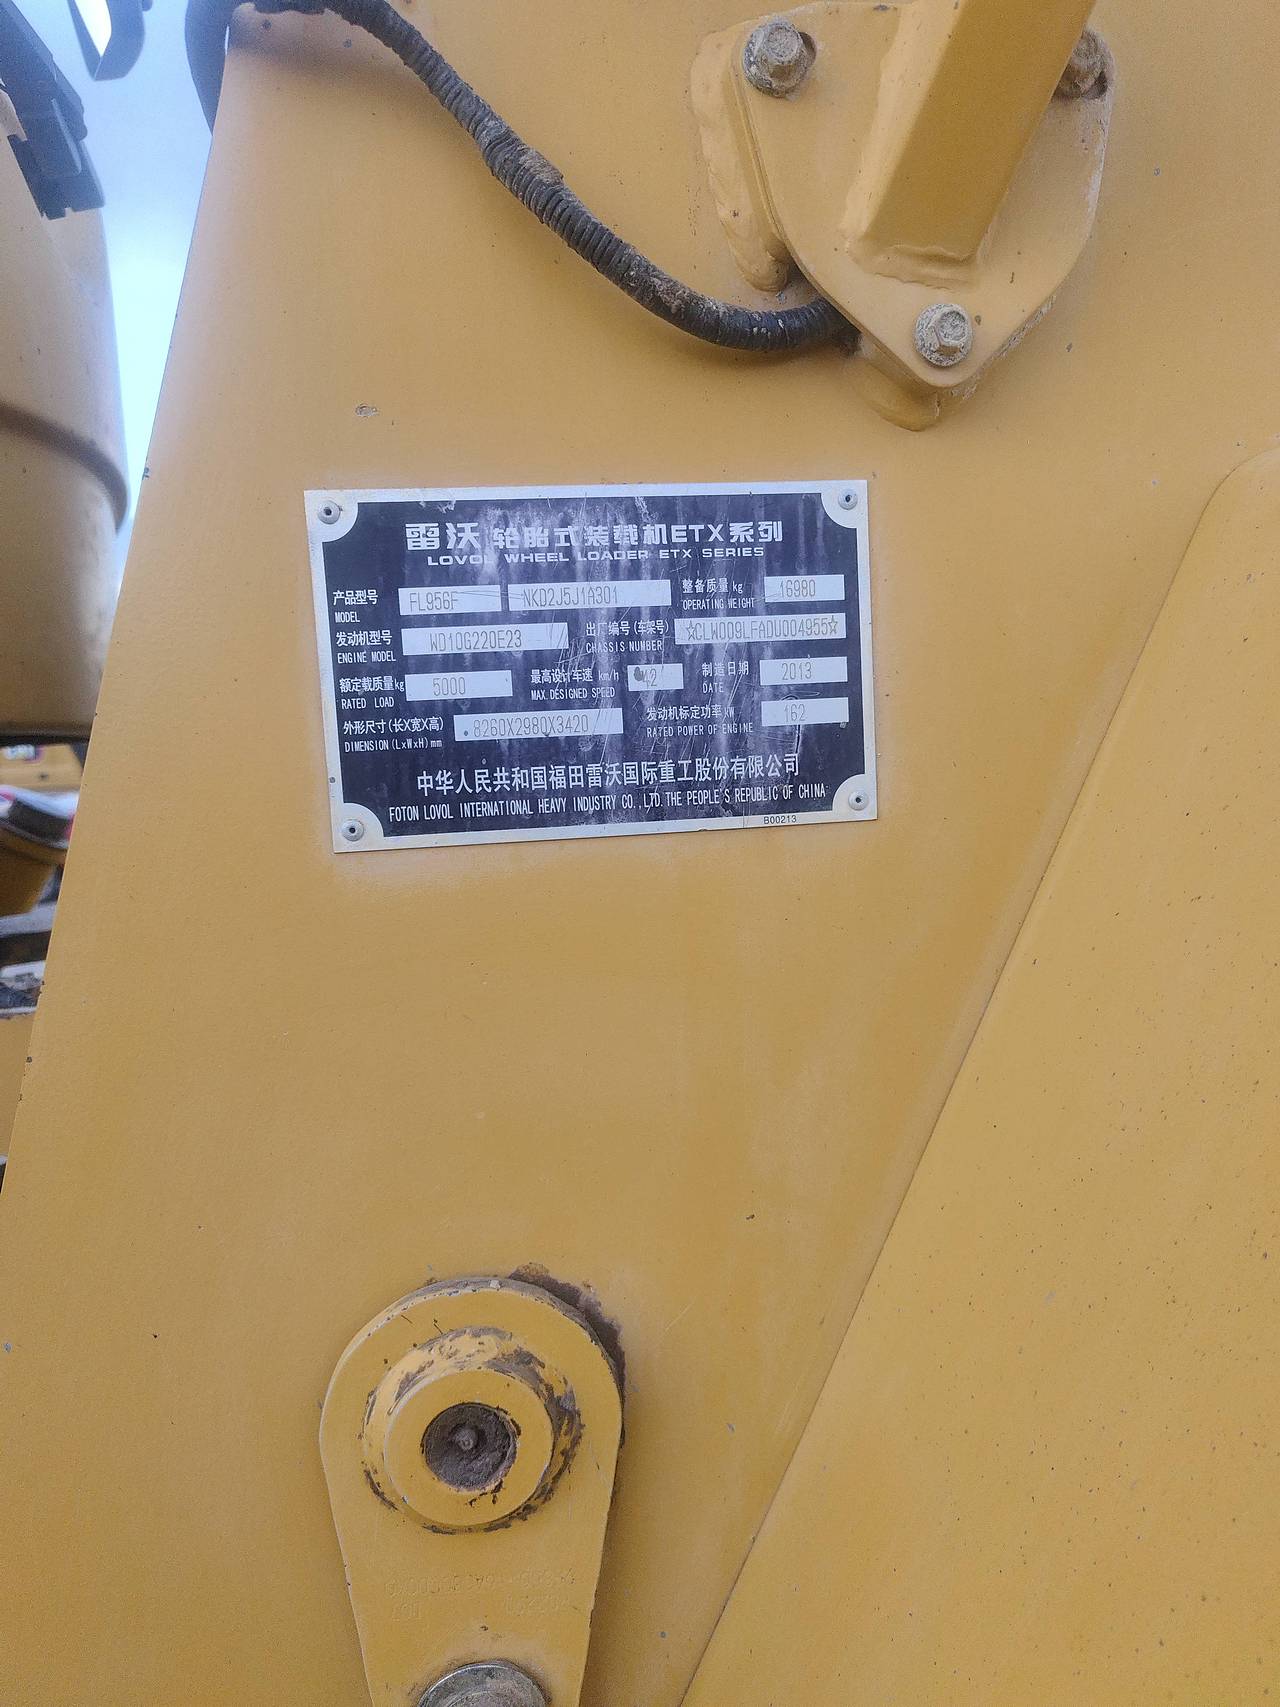 雷沃 轮胎式装载机ETX系列
LOVOL WHEEL LOADER ETX SERIES
产品型号 FL956F NKD2J5J1A301 整备质量 kg 16980
MODEL OPERATING WEIGHT
发动机型号 WD10G220E23 出厂编号(车架号) ☆CLW009LFADU004955☆
ENGINE MODEL CHASSIS NUMBER
额定载质量kg 5000 最高设计车速 km/h 42 制造日期 2013
RATED LOAD MAX.DESIGNED SPEED DATE
外形尺寸(长X宽X高) 8260X2980X3420 发动机标定功率 kW 162
DIMENSION(LxWxH)mm RATED POWER OF ENGINE
中华人民共和国福田雷沃国际重工股份有限公司
FOTON LOVOL INTERNATIONAL HEAVY INDUSTRY CO.,LTD.THE PEOPLE'S REPUBLIC OF CHINA
B00213